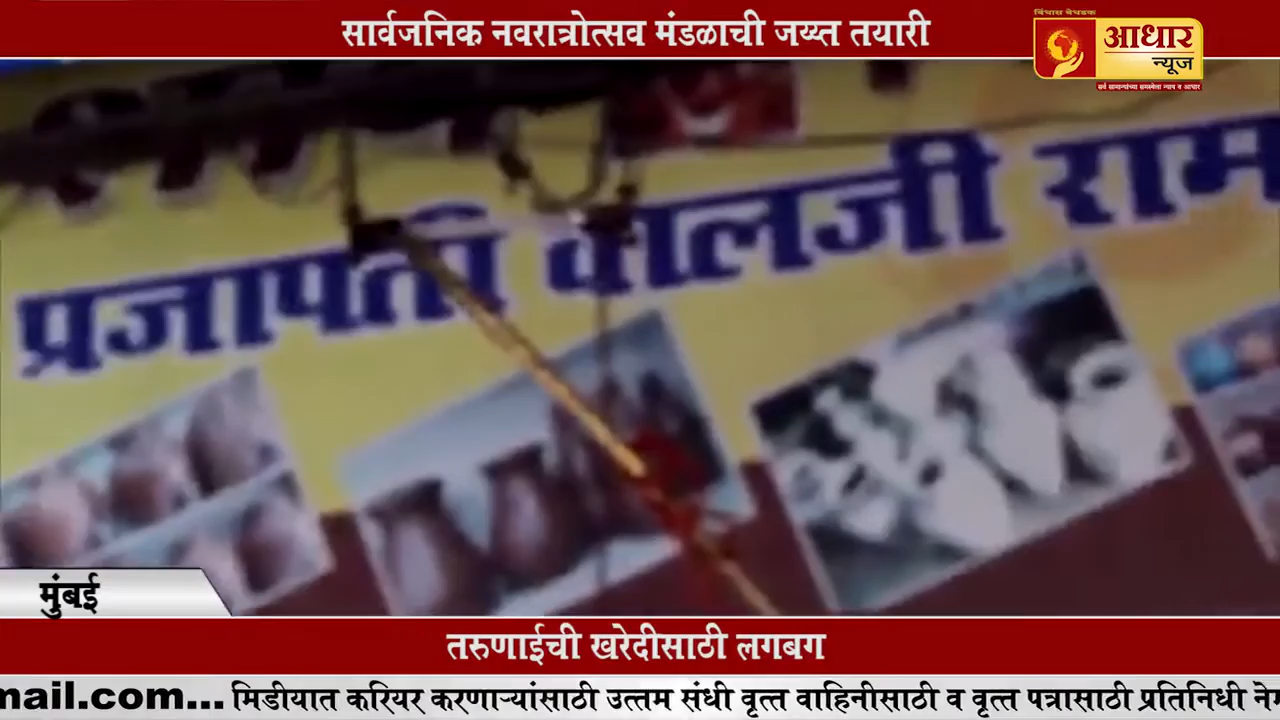 सार्वजनिक नवरात्रोत्सव मंडळाची जय्य्त तयारी
आधार
न्यूज
प्रजापती वालजी राम
मुंबई
तरुणाईची खरेदीसाठी लगबग
mail.com... मिडीयात करियर करणाऱ्यांसाठी उत्तम संधी वृत्त वाहिनीसाठी व वृत्त पत्रासाठी प्रतिनिधी